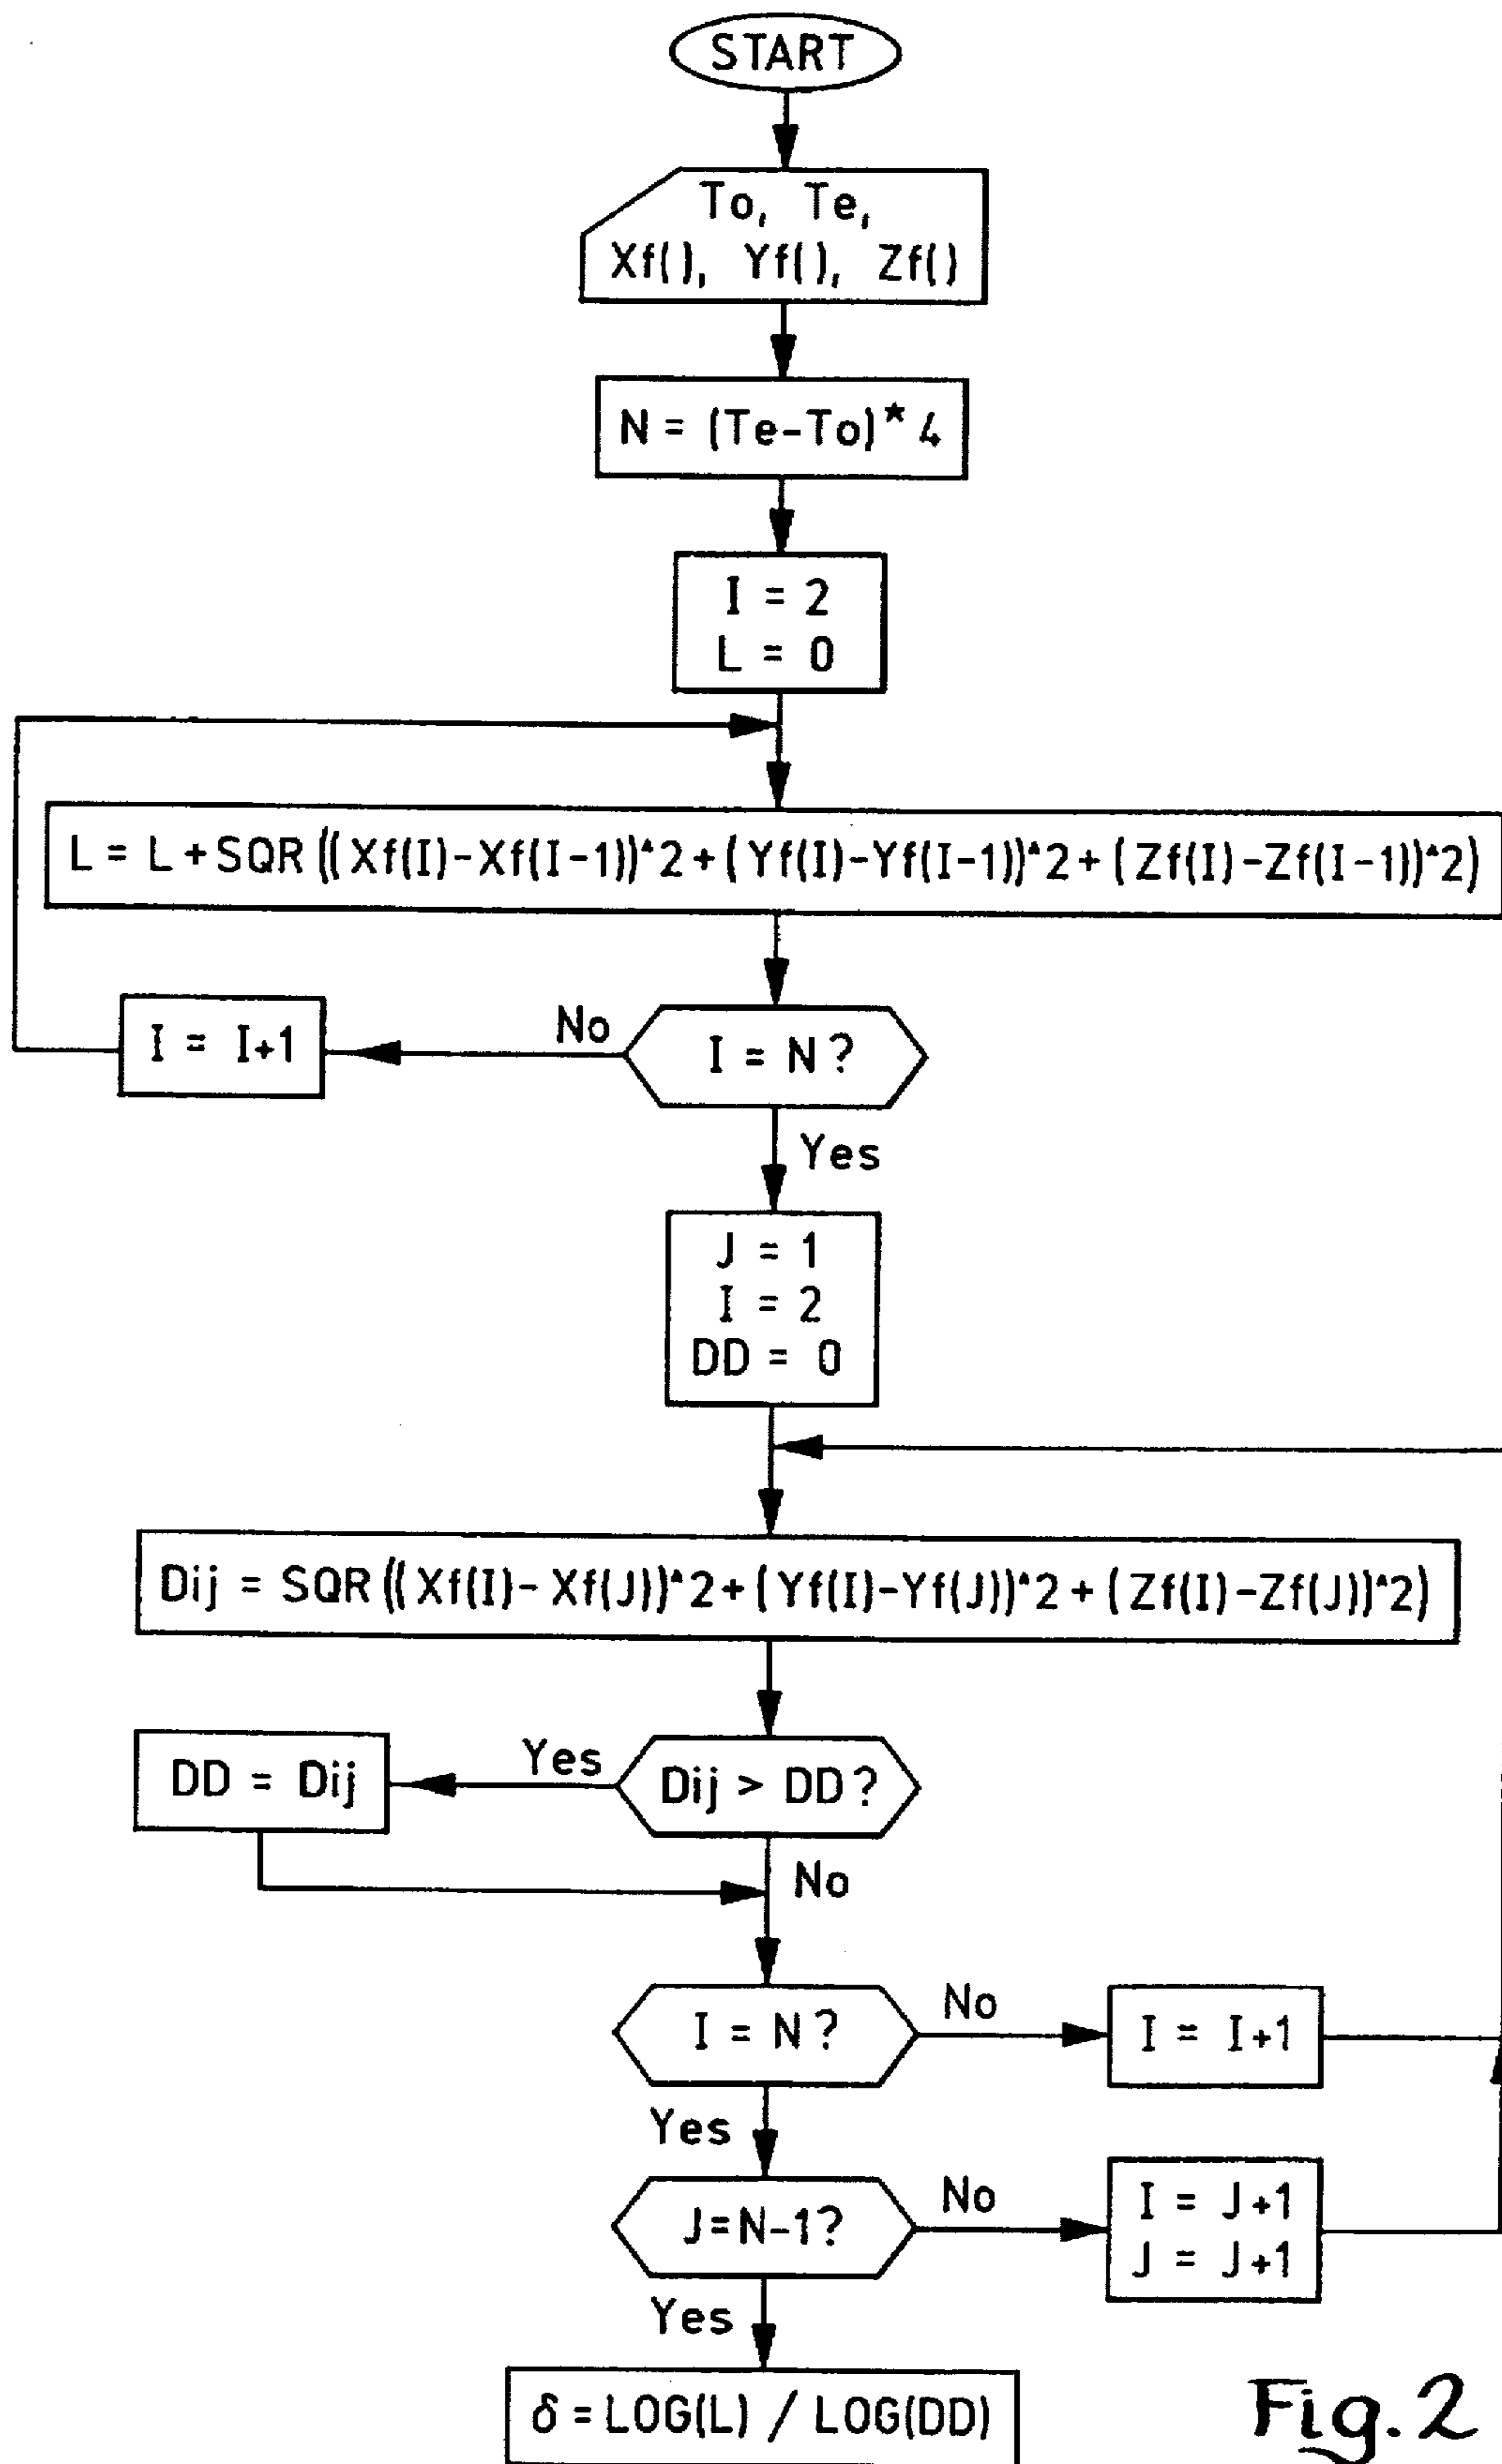 START
To, Te,
Xf( ), Yf( ), Zf( )
N = (Te-To)* 4
I = 2
L = 0
L = L + SQR ((Xf(I)-Xf(I-1))^2 + (Yf(I)-Yf(I-1))^2 + (Zf(I)-Zf(I-1))^2)
I = I+1
No
I = N ?
Yes
J = 1
I = 2
DD = 0
Dij = SQR ((Xf(I)-Xf(J))^2 + (Yf(I)-Yf(J))^2 + (Zf(I)-Zf(J))^2)
DD = Dij
Yes
Dij > DD ?
No
I = N ?
No
I = I+1
Yes
J=N-1?
No
I = J+1
J = J+1
Yes
δ = LOG(L) / LOG(DD)
Fig. 2